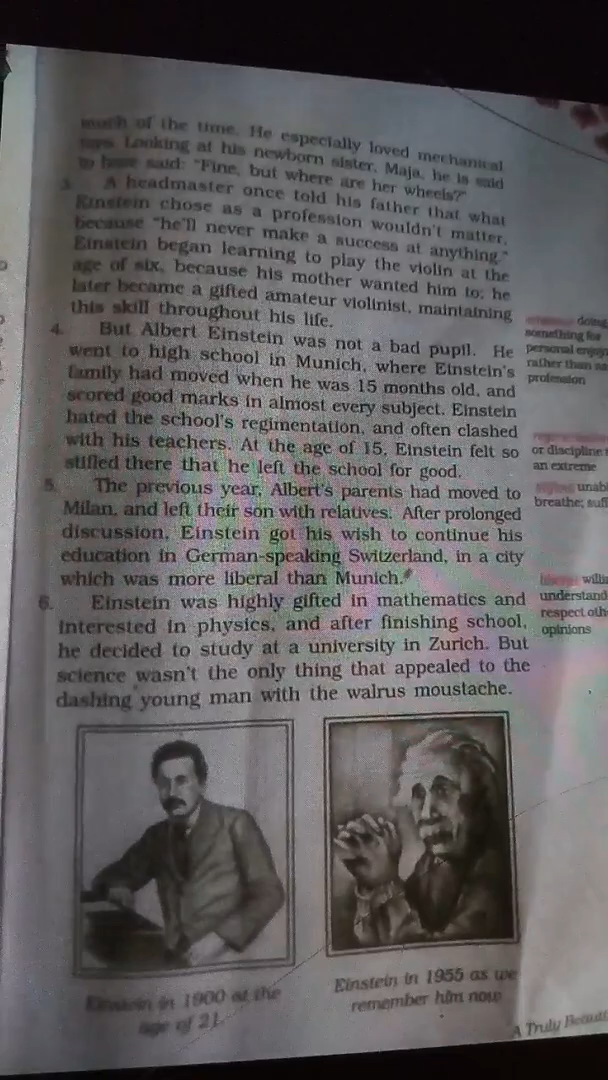 much of the time. He especially loved mechanical
toys. Looking at his newborn sister, Maja, he is said
to have said: "Fine, but where are her wheels?"
3. A headmaster once told his father that what
Einstein chose as a profession wouldn't matter,
because "he'll never make a success at anything."
Einstein began learning to play the violin at the
age of six, because his mother wanted him to; he
later became a gifted amateur violinist, maintaining
this skill throughout his life.
4. But Albert Einstein was not a bad pupil. He
went to high school in Munich, where Einstein's
family had moved when he was 15 months old, and
scored good marks in almost every subject. Einstein
hated the school's regimentation, and often clashed
with his teachers. At the age of 15, Einstein felt so
stifled there that he left the school for good.
5. The previous year, Albert's parents had moved to
Milan, and left their son with relatives. After prolonged
discussion, Einstein got his wish to continue his
education in German-speaking Switzerland, in a city
which was more liberal than Munich.
6. Einstein was highly gifted in mathematics and
interested in physics, and after finishing school,
he decided to study at a university in Zurich. But
science wasn't the only thing that appealed to the
dashing young man with the walrus moustache.
doing
something for
personal enjoy
rather than as
profession
or discipline
an extreme
unab
breathe; suf
liberal willi
understand
respect oth
opinions
Einstein in 1900 at the
age of 21
Einstein in 1955 as we
remember him now
A Truly Beauti